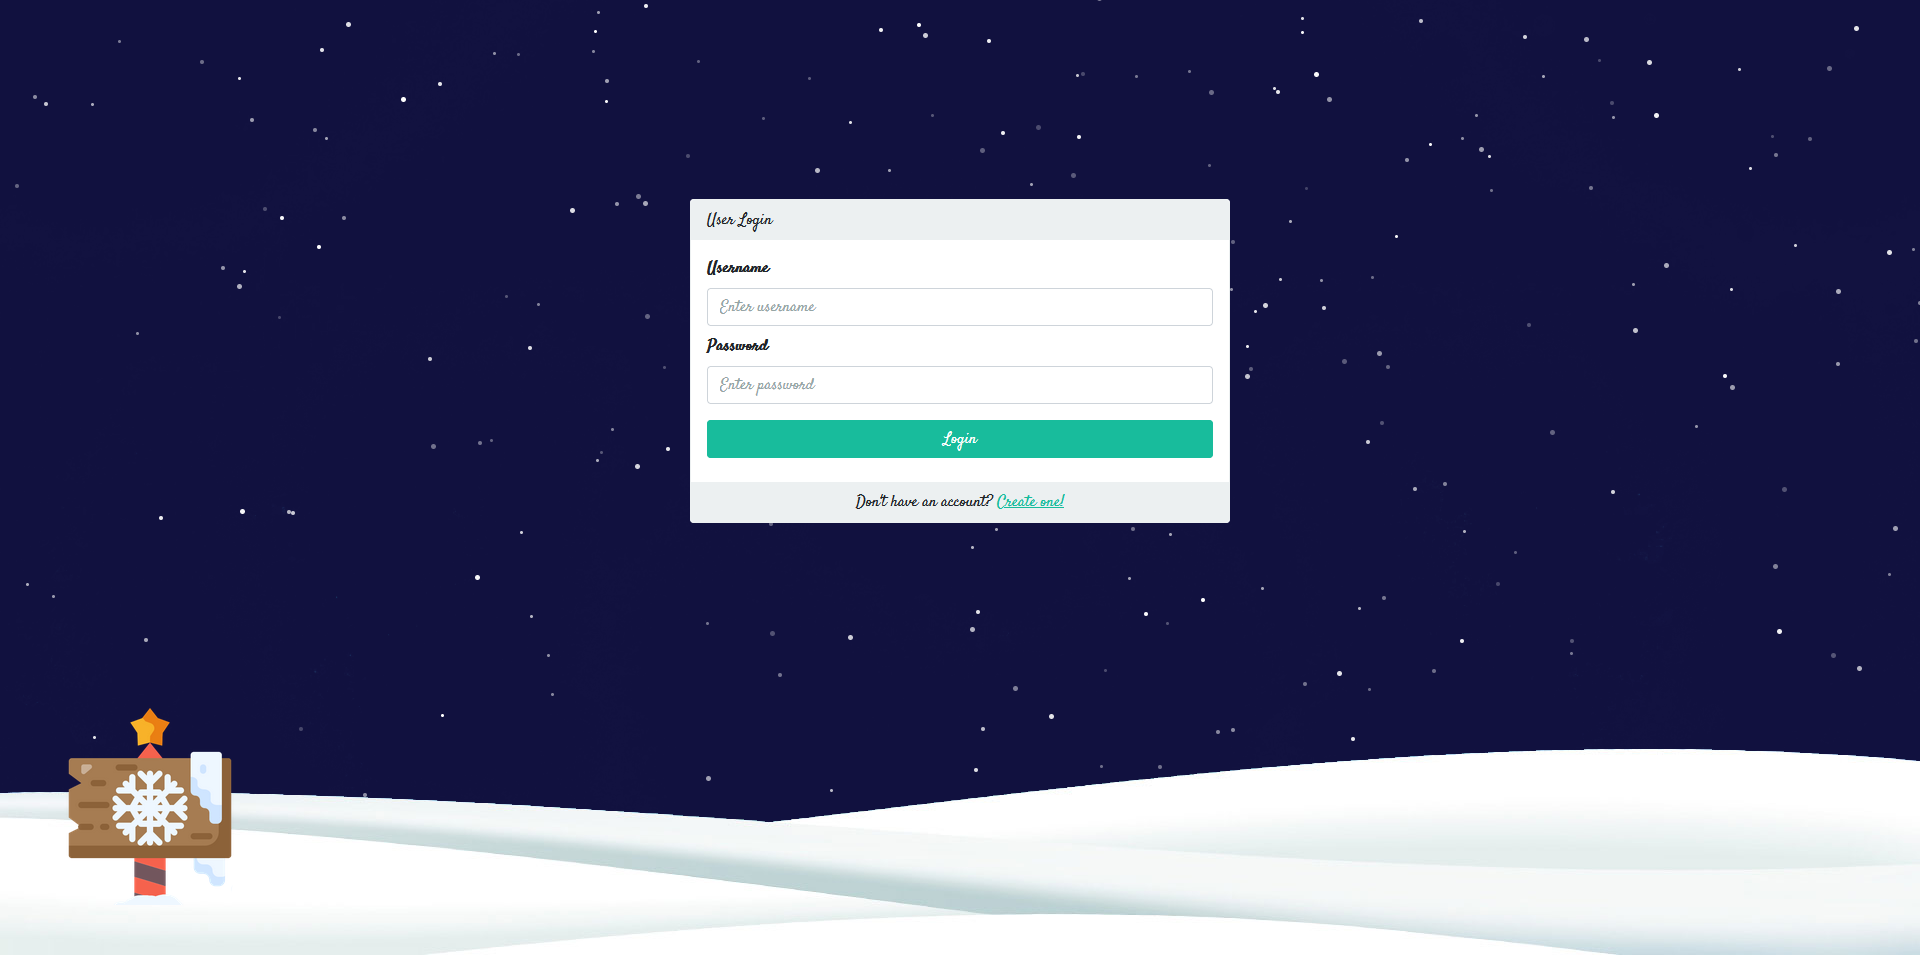 User Login
Username
Enter username
Password
Enter password
Login
Don't have an account? Create one!